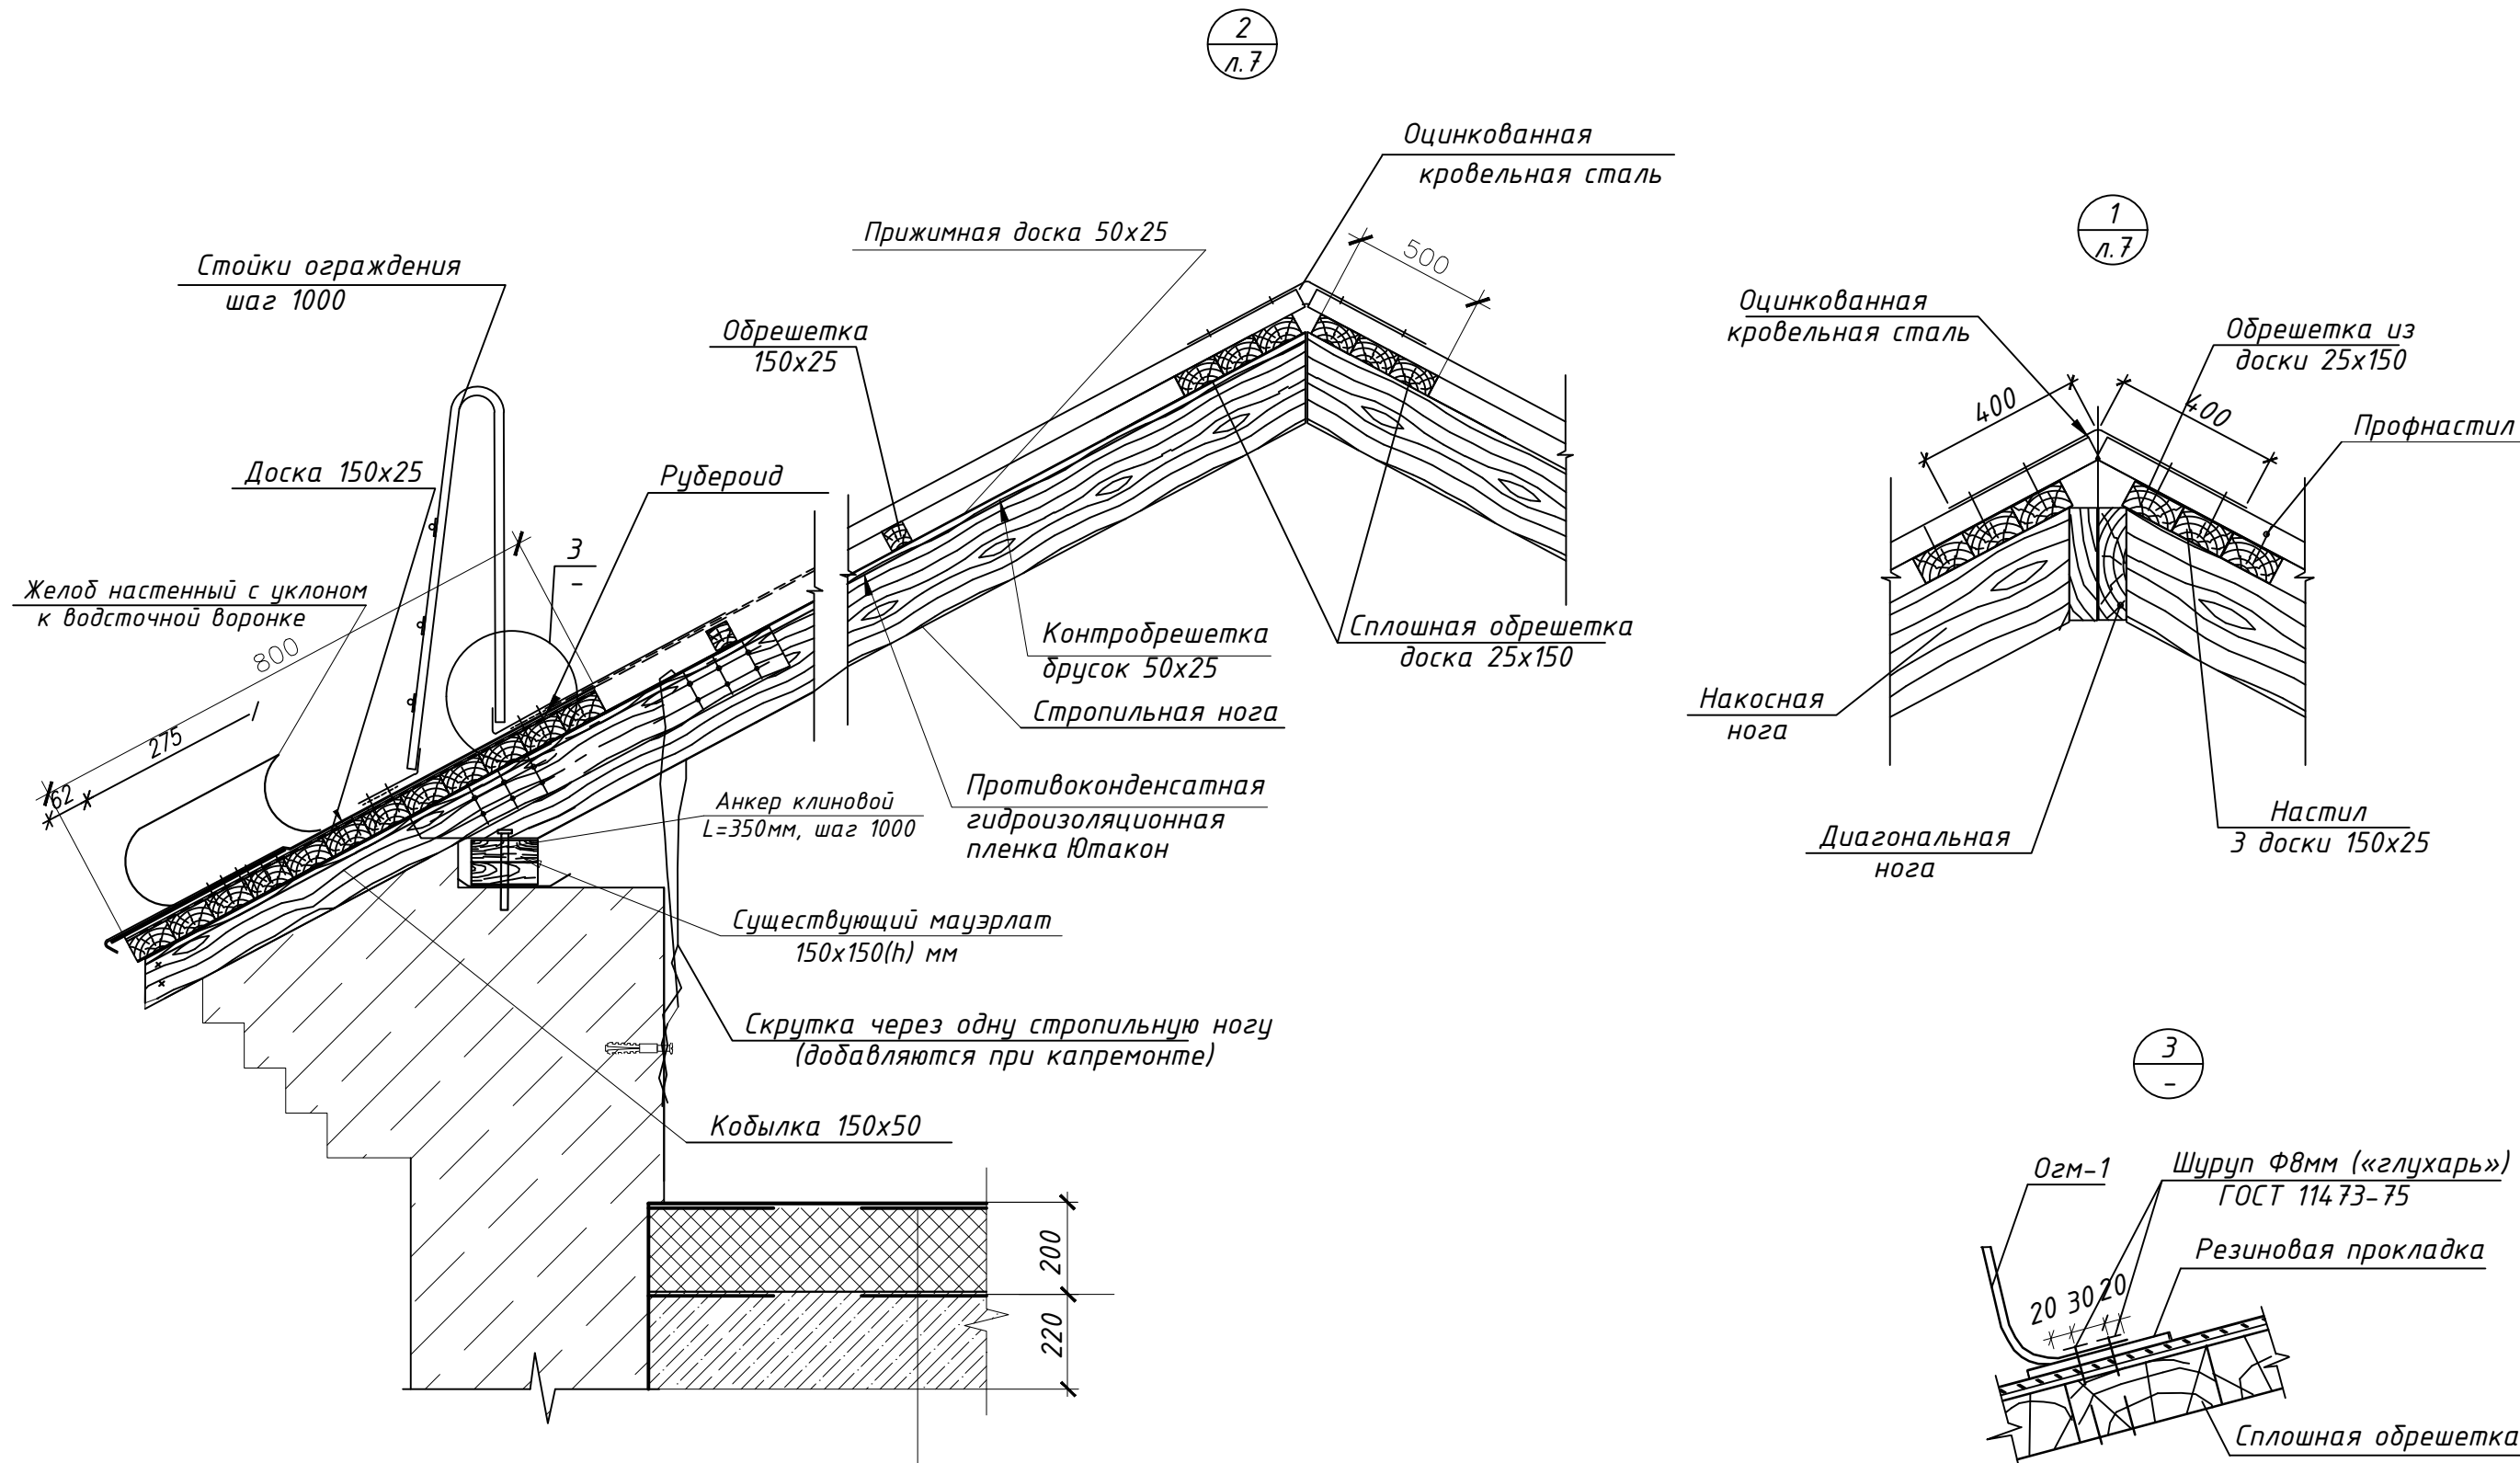 2
л.7
Оцинкованная
кровельная сталь
Прижимная доска 50х25
500
Стойки ограждения
шаг 1000
Обрешетка
150х25
Доска 150х25
Рубероид
3
-
Желоб настенный с уклоном
к водсточной воронке
800
275
62
Контробрешетка
брусок 50х25
Сплошная обрешетка
доска 25х150
Стропильная нога
Противоконденсатная
гидроизоляционная
пленка Ютакон
Анкер клиновой
L=350мм, шаг 1000
Существующий мауэрлат
150х150(h) мм
Скрутка через одну стропильную ногу
(добавляются при капремонте)
Кобылка 150х50
200
220
1
л.7
Оцинкованная
кровельная сталь
Обрешетка из
доски 25х150
400
400
Профнастил
Накосная
нога
Диагональная
нога
Настил
3 доски 150х25
3
-
Огм-1
Шуруп Ф8мм («глухарь»)
ГОСТ 11473-75
Резиновая прокладка
20 30 20
Сплошная обрешетка